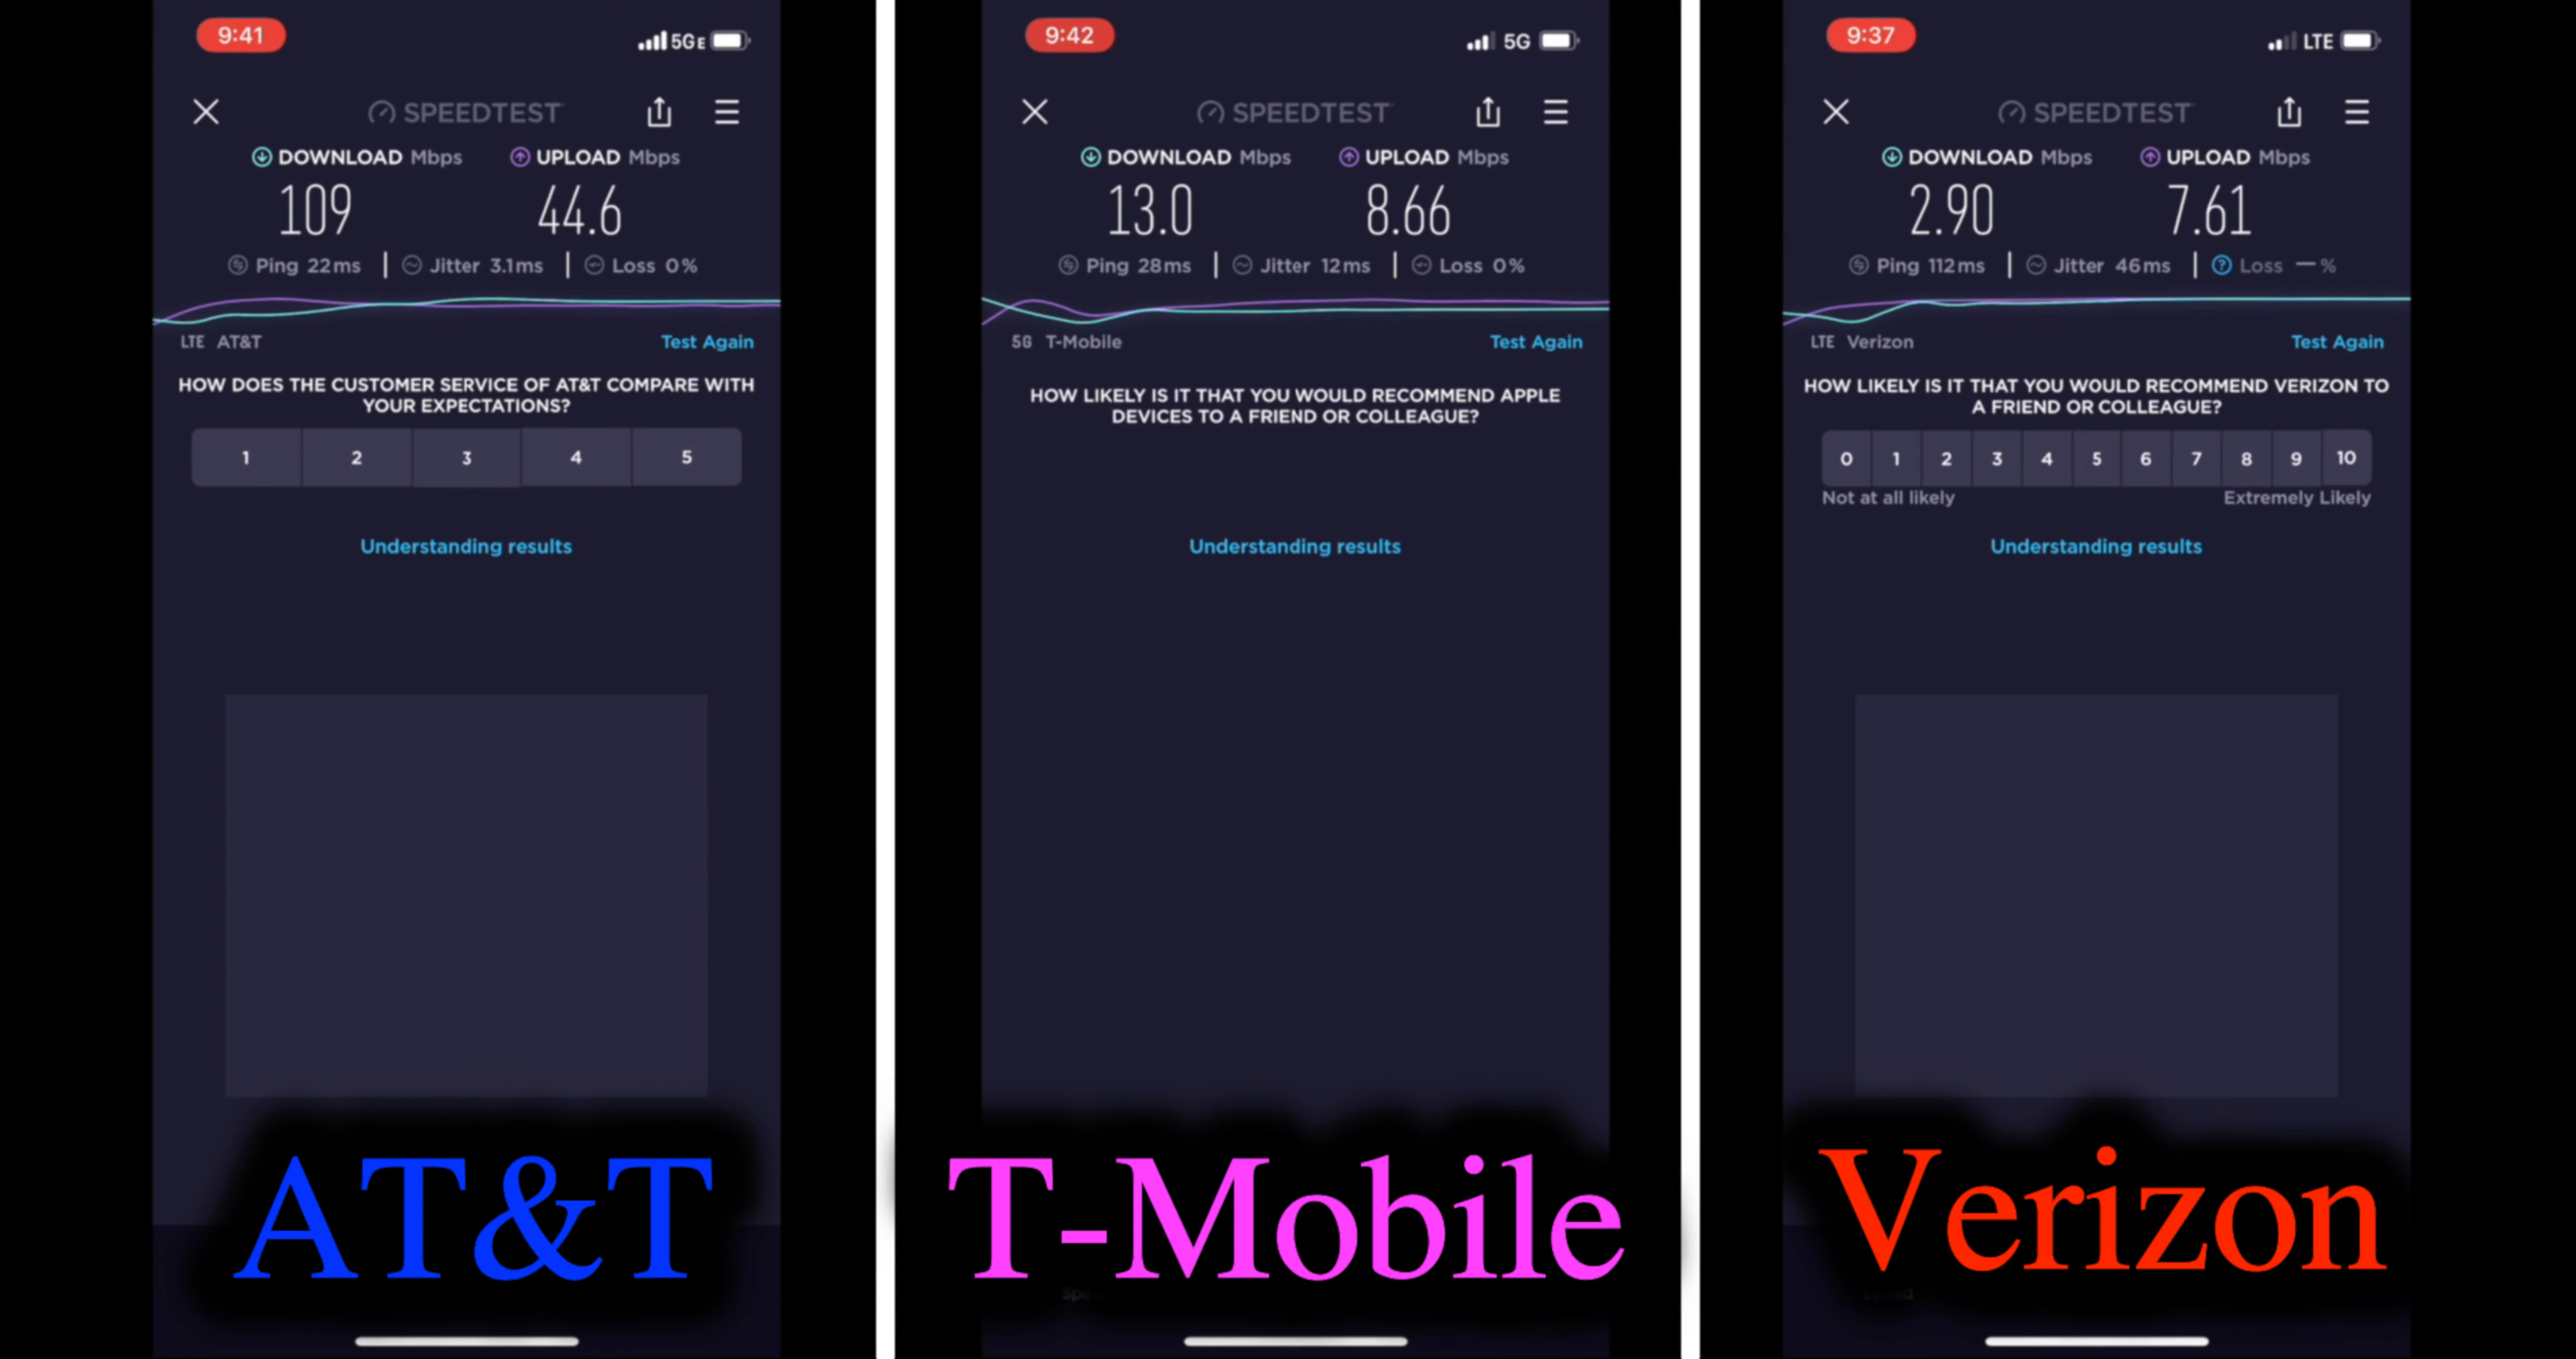 9:41
5GE
SPEEDTEST
DOWNLOAD Mbps
UPLOAD Mbps
109
44.6
Ping 22ms
Jitter 3.1ms
Loss 0%
LTE AT&T
Test Again
HOW DOES THE CUSTOMER SERVICE OF AT&T COMPARE WITH
YOUR EXPECTATIONS?
1 2 3 4 5
Understanding results
AT&T
9:42
5G
SPEEDTEST
DOWNLOAD Mbps
UPLOAD Mbps
13.0
8.66
Ping 28ms
Jitter 12ms
Loss 0%
5G T-Mobile
Test Again
HOW LIKELY IS IT THAT YOU WOULD RECOMMEND APPLE
DEVICES TO A FRIEND OR COLLEAGUE?
Understanding results
T-Mobile
9:37
LTE
SPEEDTEST
DOWNLOAD Mbps
UPLOAD Mbps
2.90
7.61
Ping 112ms
Jitter 46ms
Loss —%
LTE Verizon
Test Again
HOW LIKELY IS IT THAT YOU WOULD RECOMMEND VERIZON TO
A FRIEND OR COLLEAGUE?
0 1 2 3 4 5 6 7 8 9 10
Not at all likely
Extremely Likely
Understanding results
Verizon